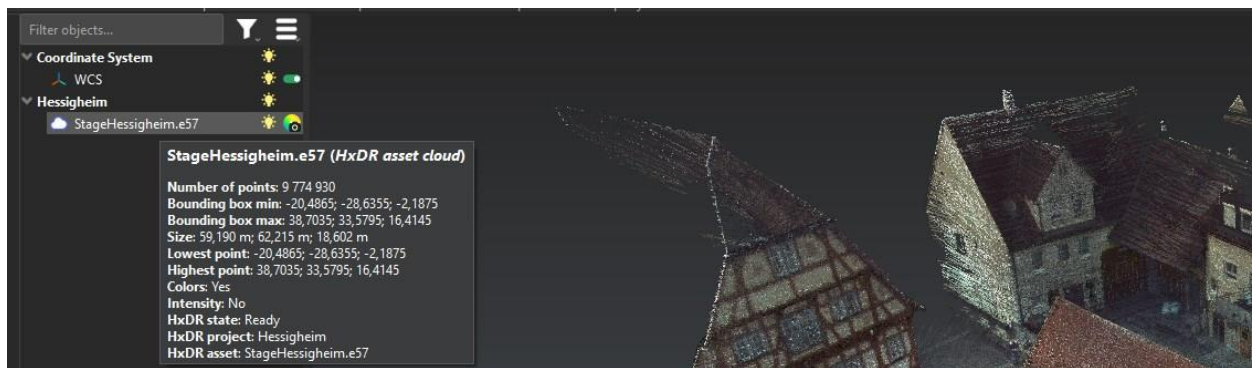 Filter objects...
Coordinate System
WCS
Hessigheim
StageHessigheim.e57
StageHessigheim.e57 (HxDR asset cloud)
Number of points: 9 774 930
Bounding box min: -20,4865; -28,6355; -2,1875
Bounding box max: 38,7035; 33,5795; 16,4145
Size: 59,190 m; 62,215 m; 18,602 m
Lowest point: -20,4865; -28,6355; -2,1875
Highest point: 38,7035; 33,5795; 16,4145
Colors: Yes
Intensity: No
HxDR state: Ready
HxDR project: Hessigheim
HxDR asset: StageHessigheim.e57